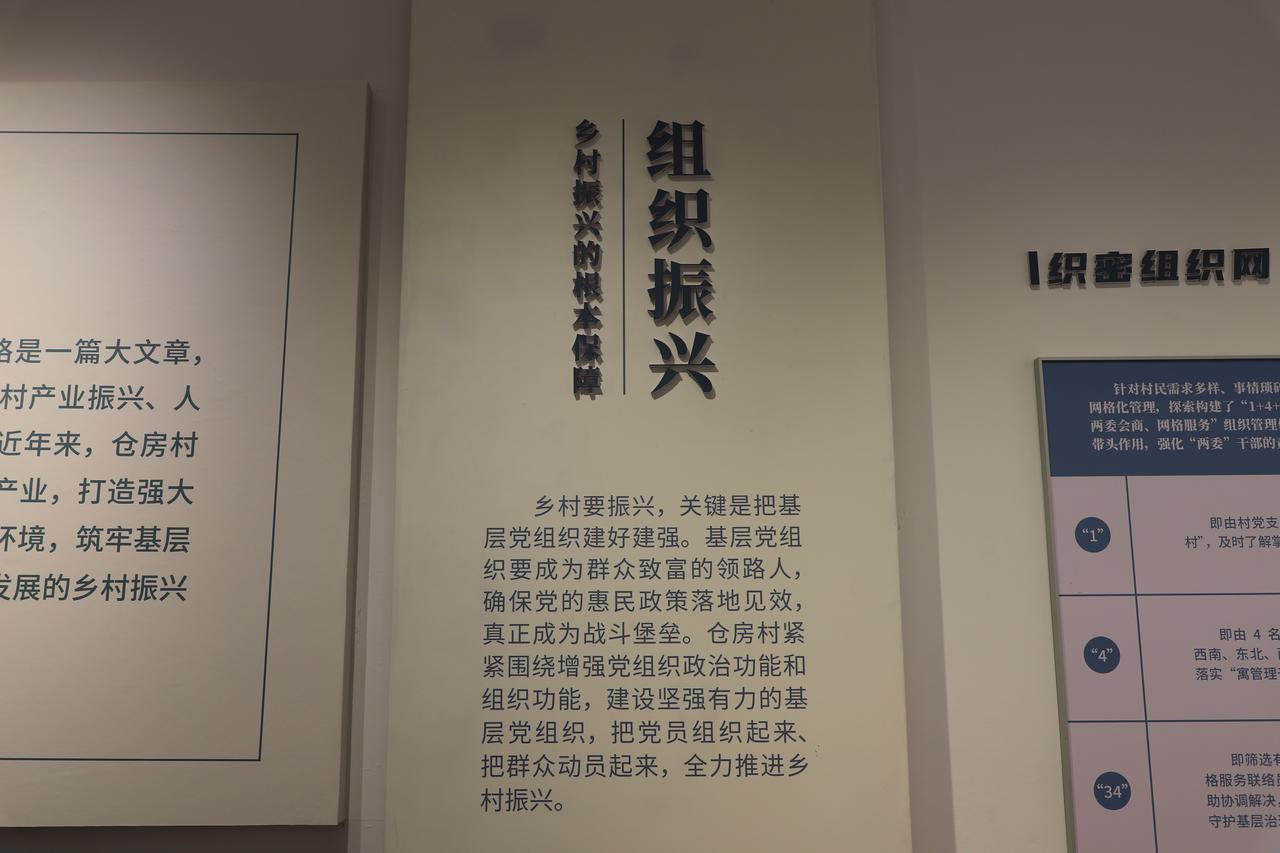 略是一篇大文章，
村产业振兴、人
近年来，仓房村
产业，打造强大
环境，筑牢基层
发展的乡村振兴
组织振兴
乡村振兴的根本保障
乡村要振兴，关键是把基
层党组织建好建强。基层党组
织要成为群众致富的领路人，
确保党的惠民政策落地见效，
真正成为战斗堡垒。仓房村紧
紧围绕增强党组织政治功能和
组织功能，建设坚强有力的基
层党组织，把党员组织起来、
把群众动员起来，全力推进乡
村振兴。
织密组织网
针对村民需求多样、事情琐
网格化管理，探索构建了“1+4+
两委会商、网格服务”组织管理
带头作用，强化“两委”干部的
“1”
即由村党支
村”，及时了解
“4”
即由 4 名
西南、东北、
落实“寓管理
“34”
即筛选有
格服务联络
助协调解决
守护基层治